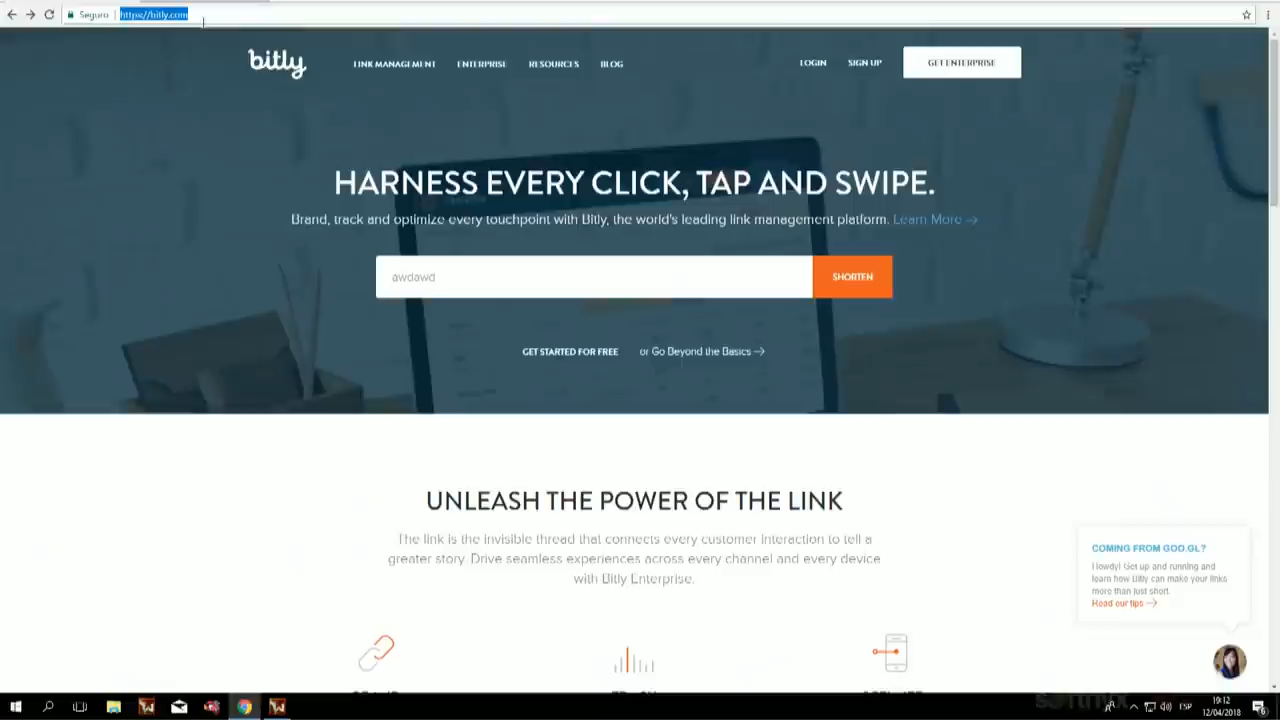 Seguro
https://bitly.com
bitly
LINK MANAGEMENT
ENTERPRISE
RESOURCES
BLOG
LOGIN
SIGN UP
GET ENTERPRISE
HARNESS EVERY CLICK, TAP AND SWIPE.
Brand, track and optimize every touchpoint with Bitly, the world's leading link management platform. Learn More →
awdawd
SHORTEN
GET STARTED FOR FREE
or Go Beyond the Basics →
UNLEASH THE POWER OF THE LINK
The link is the invisible thread that connects every customer interaction to tell a
greater story. Drive seamless experiences across every channel and every device
with Bitly Enterprise.
COMING FROM GOO.GL?
Howdy! Get up and running and
learn how Bitly can make your links
more than just short.
Read our tips →
19:12
ESP
12/04/2018
6